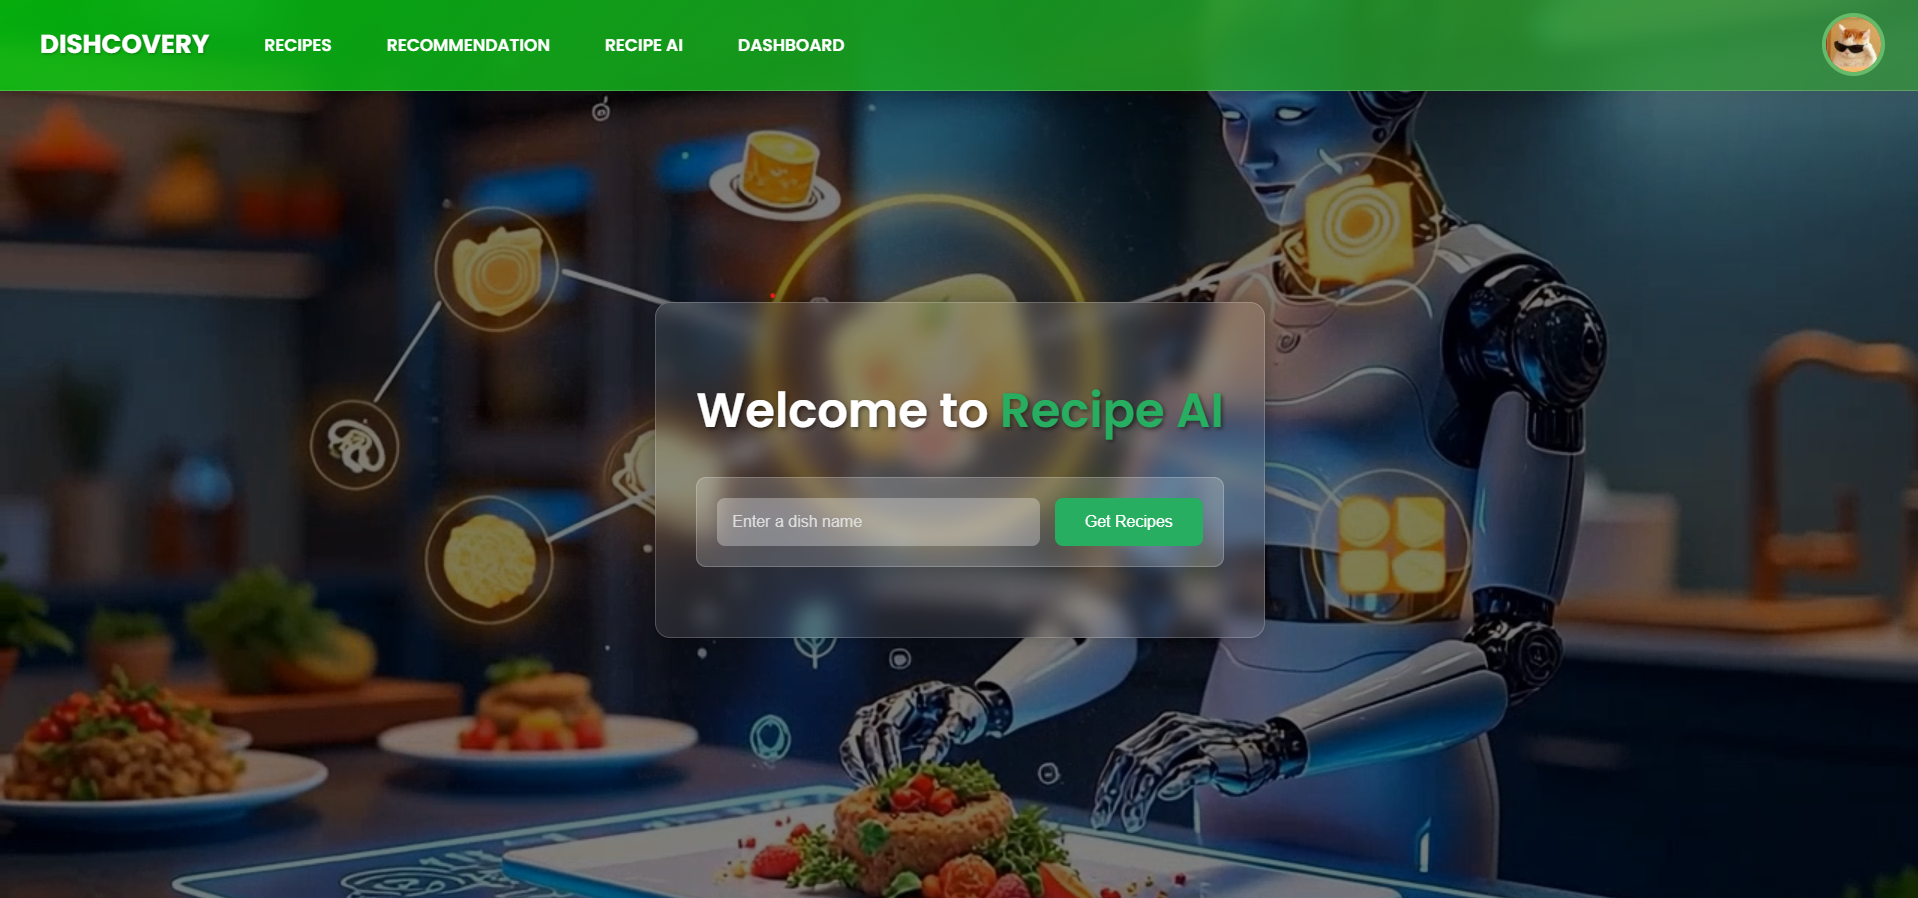 DISHCOVERY RECIPES RECOMMENDATION RECIPE AI DASHBOARD
Welcome to Recipe AI
Enter a dish name Get Recipes